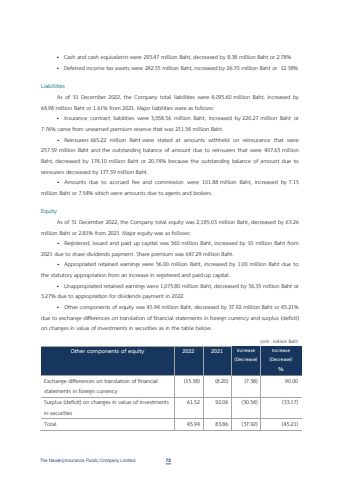 • Cash and cash equivalents were 293.47 million Baht, decreased by 8.38 million Baht or 2.78%
• Deferred income tax assets were 242.35 million Baht, increased by 26.70 million Baht or 12.38%
Liabilities
As of 31 December 2022, the Company total liabilities were 4,095.60 million Baht, increased by
64.98 million Baht or 1.61% from 2021. Major liabilities were as follows:
• Insurance contract liabilities were 3,058.56 million Baht, increased by 220.27 million Baht or
7.76% came from unearned premium reserve that was 211.34 million Baht.
• Reinsurers 665.22 million Baht were stated at amounts withheld on reinsurance that were
257.59 million Baht and the outstanding balance of amount due to reinsurers that were 407.63 million
Baht, decreased by 174.10 million Baht or 20.74% because the outstanding balance of amount due to
reinsurers decreased by 177.59 million Baht.
• Amounts due to accrued fee and commission were 101.88 million Baht, increased by 7.15
million Baht or 7.54% which were amounts due to agents and brokers.
Equity
As of 31 December 2022, the Company total equity was 2,185.03 million Baht, decreased by 63.26
million Baht or 2.81% from 2021. Major equity was as follows:
• Registered, issued and paid up capital was 360 million Baht, increased by 10 million Baht from
2021 due to share dividends payment. Share premium was 647.29 million Baht.
• Appropriated retained earnings were 56.00 million Baht, increased by 1.00 million Baht due to
the statutory appropriation from an increase in registered and paid-up capital.
• Unappropriated retained earnings were 1,075.80 million Baht, decreased by 36.35 million Baht or
3.27% due to appropriation for dividends payment in 2022.
• Other components of equity was 45.94 million Baht, decreased by 37.92 million Baht or 45.21%
due to exchange differences on translation of financial statements in foreign currency and surplus (deficit)
on changes in value of investments in securities as in the table below.
Unit : million Baht
Other components of equity 2022 2021 Increase (Decrease) Increase (Decrease) %
Exchange differences on translation of financial statements in foreign currency (15.58) (8.20) (7.38) 90.00
Surplus (deficit) on changes in value of investments in securities 61.52 92.06 (30.56) (33.17)
Total 45.94 83.86 (37.92) (45.21)
The Navakij Insurance Public Company Limited 73